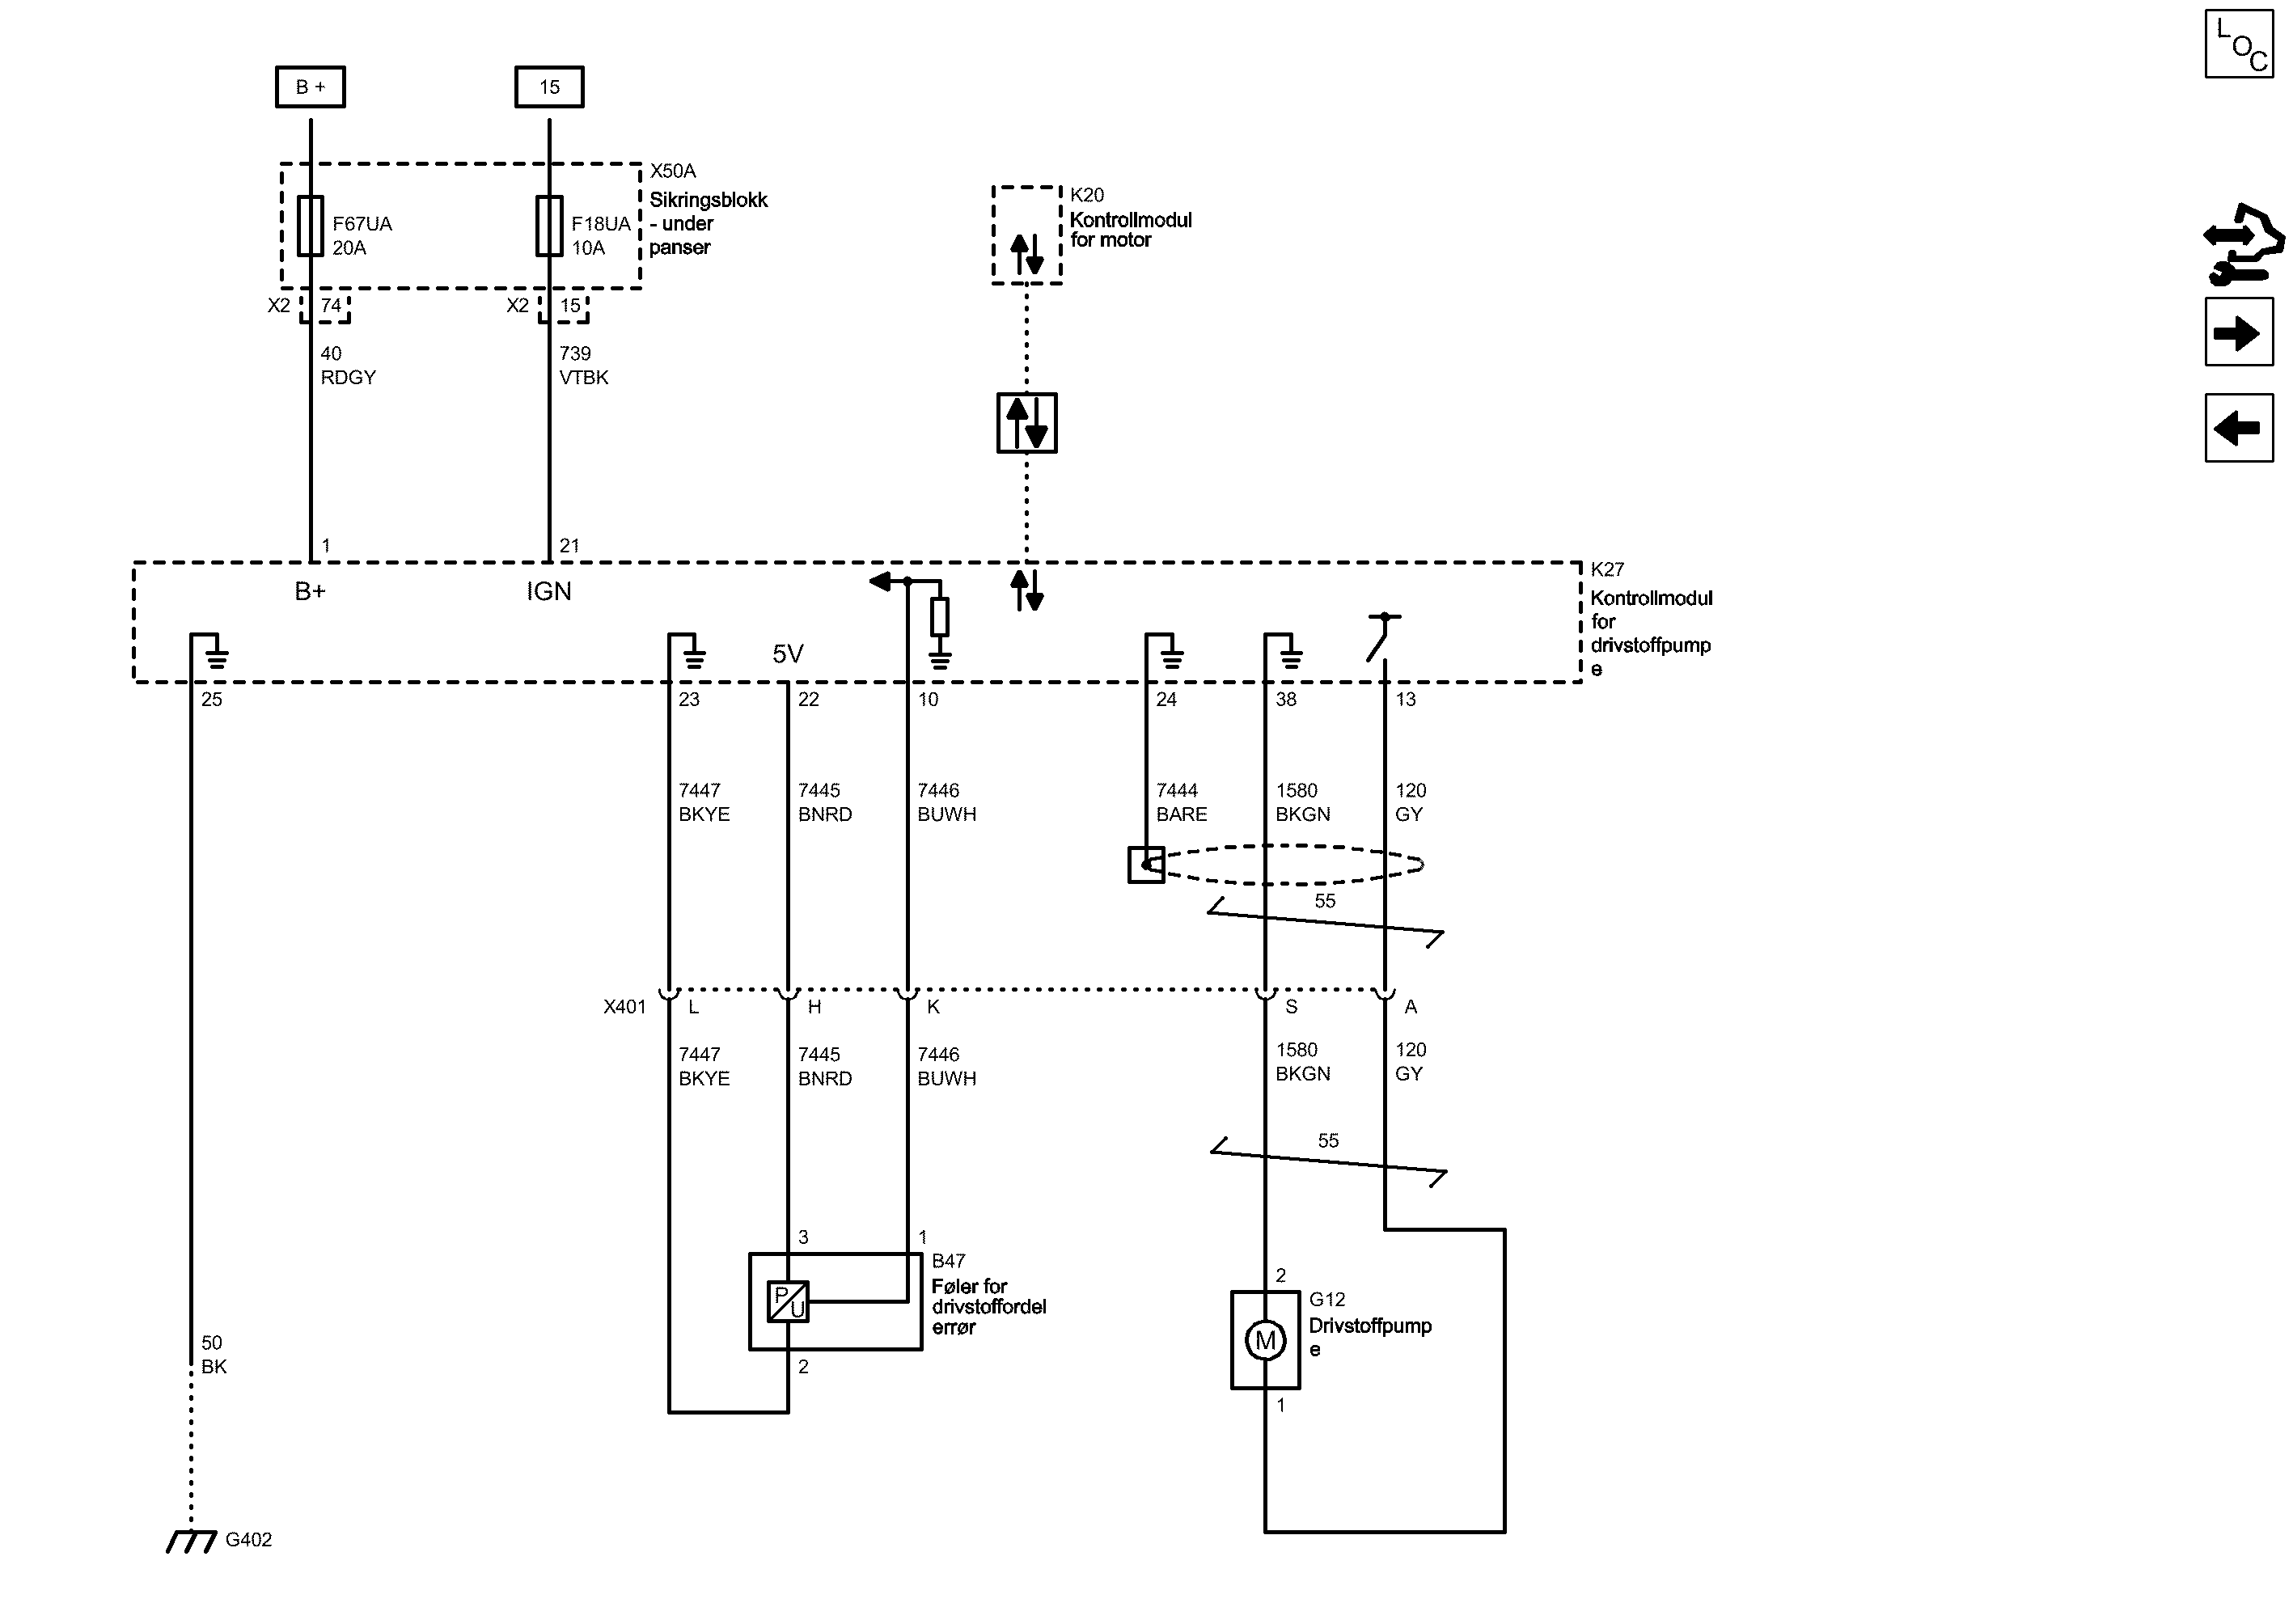 LOC
B +
15
X50A
Sikringsblokk
- under
panser
F67UA
20A
F18UA
10A
X2
74
X2
15
40
RDGY
739
VTBK
K20
Kontrollmodul
for motor
1
21
B+
IGN
5V
K27
Kontrollmodul
for
drivstoffpump
e
25
23
22
10
24
38
13
7447
BKYE
7445
BNRD
7446
BUWH
7444
BARE
1580
BKGN
120
GY
55
X401
L
H
K
S
A
7447
BKYE
7445
BNRD
7446
BUWH
1580
BKGN
120
GY
55
3
1
B47
Føler for
drivstoffordel
errør
P
U
2
2
G12
Drivstoffpump
e
M
1
50
BK
G402